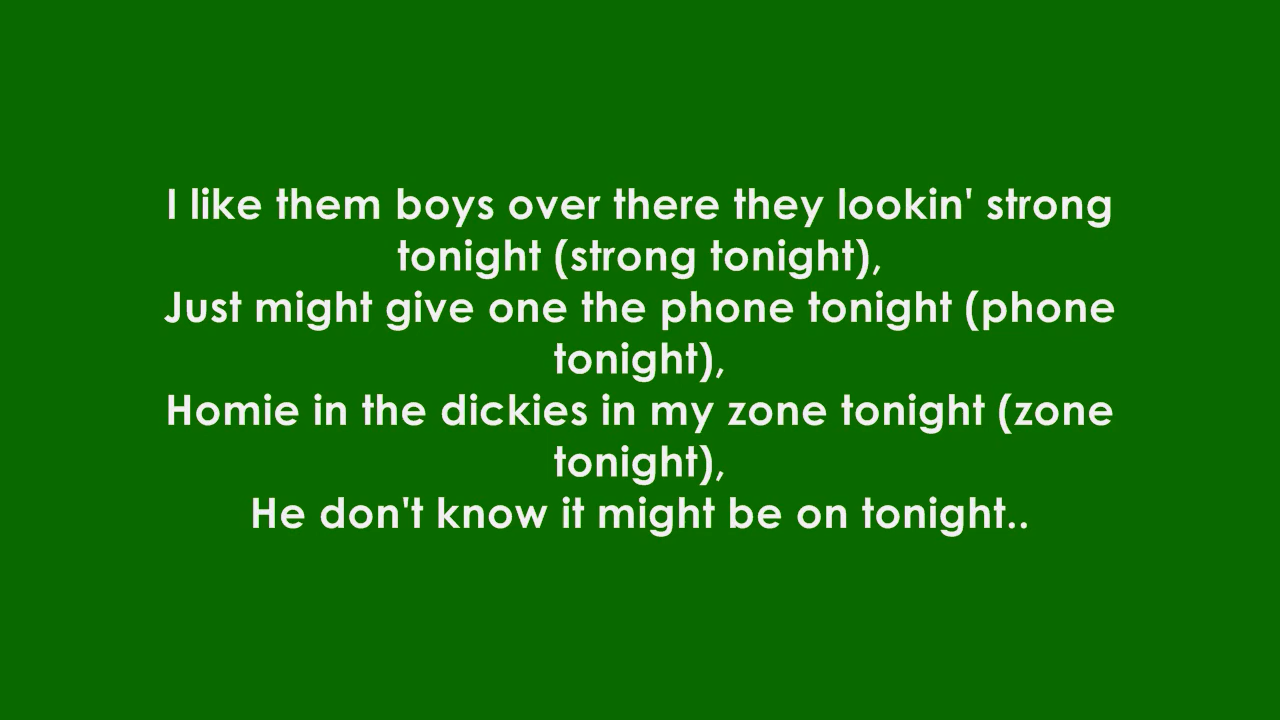 I like them boys over there they lookin' strong
tonight (strong tonight),
Just might give one the phone tonight (phone
tonight),
Homie in the dickies in my zone tonight (zone
tonight),
He don't know it might be on tonight..